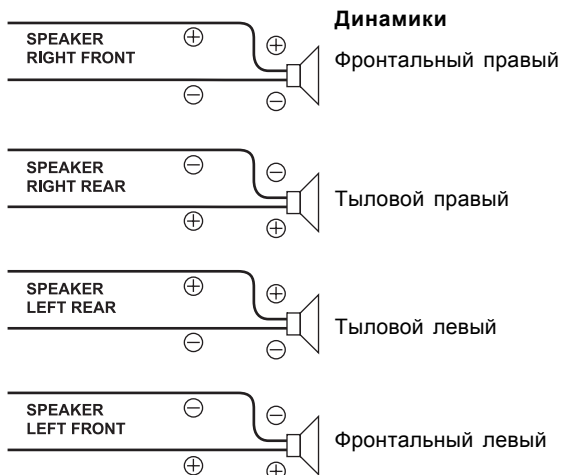 Динамики
SPEAKER
RIGHT FRONT
⊕ ⊕
Фронтальный правый
⊖ ⊖
SPEAKER
RIGHT REAR
⊖ ⊖
Тыловой правый
⊕ ⊕
SPEAKER
LEFT REAR
⊕ ⊕
Тыловой левый
⊖ ⊖
SPEAKER
LEFT FRONT
⊖ ⊖
Фронтальный левый
⊕ ⊕